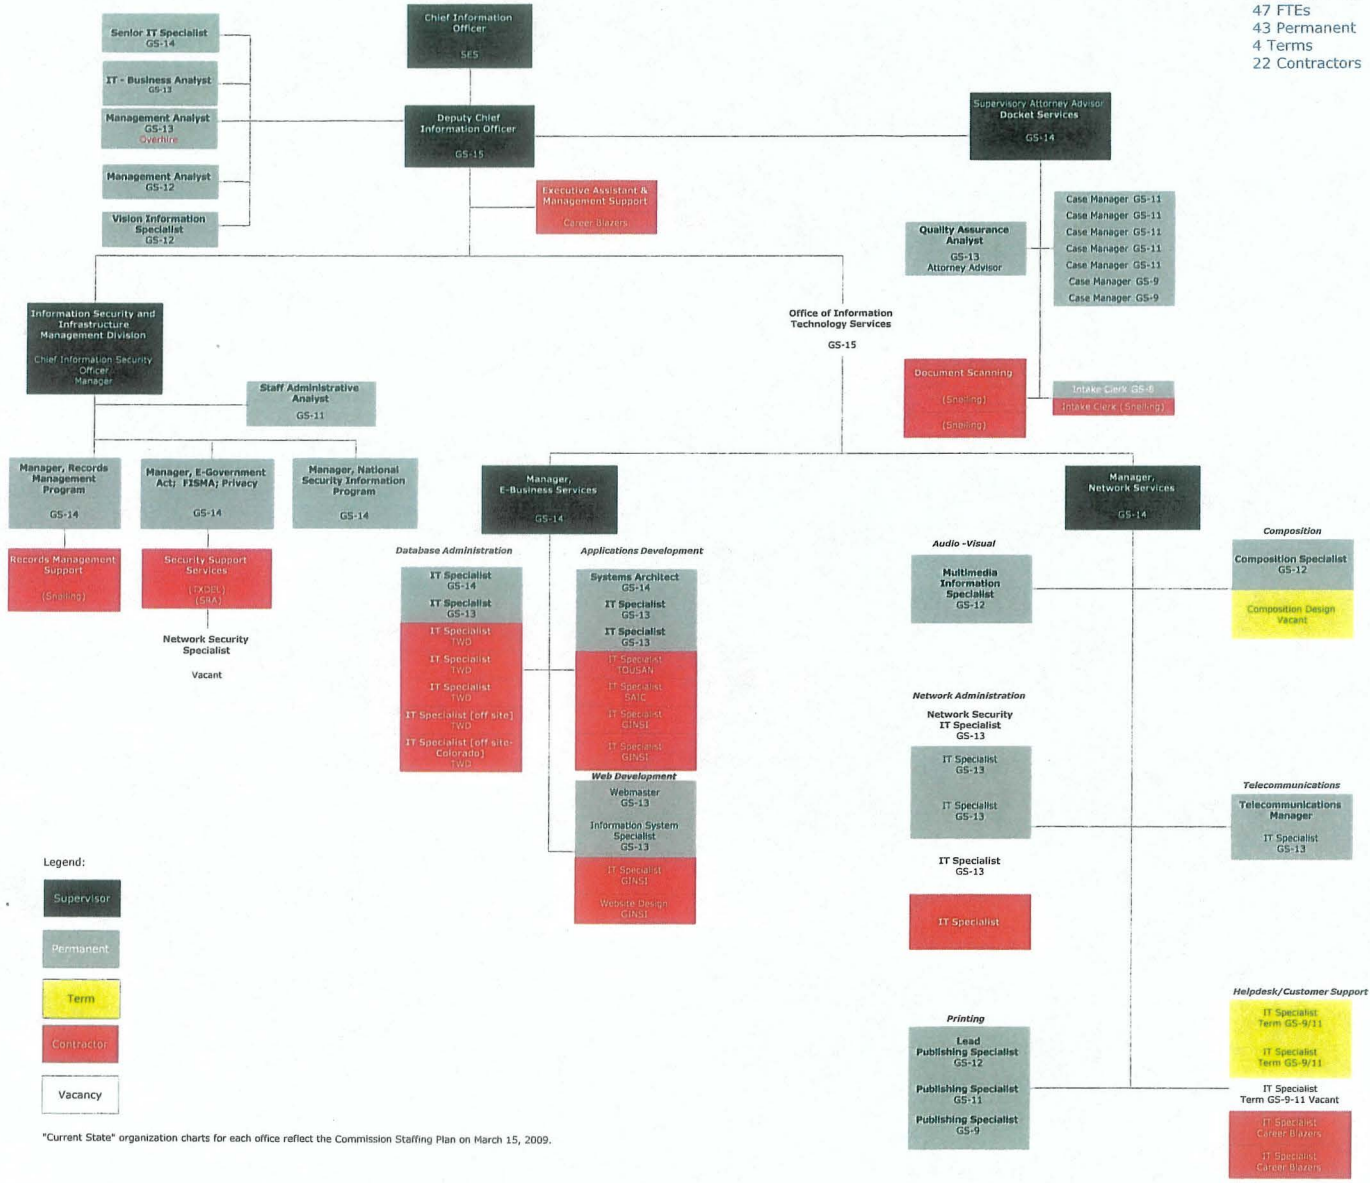 47 FTEs
43 Permanent
4 Terms
22 Contractors
Chief Information
Officer
SES
Senior IT Specialist
GS-14
IT - Business Analyst
GS-13
Management Analyst
GS-13
Overhire
Management Analyst
GS-12
Vision Information
Specialist
GS-12
Deputy Chief
Information Officer
GS-15
Supervisory Attorney Advisor
Docket Services
GS-14
Executive Assistant &
Management Support
Career Blazers
Quality Assurance
Analyst
GS-13
Attorney Advisor
Case Manager GS-11
Case Manager GS-11
Case Manager GS-11
Case Manager GS-11
Case Manager GS-11
Case Manager GS-9
Case Manager GS-9
Document Scanning
(Snelling)
(Snelling)
Intake Clerk GS-8
Intake Clerk (Snelling)
Information Security and
Infrastructure
Management Division
Chief Information Security
Officer
Manager
Office of Information
Technology Services
GS-15
Staff Administrative
Analyst
GS-11
Manager, Records
Management
Program
GS-14
Manager, E-Government
Act; FISMA; Privacy
GS-14
Manager, National
Security Information
Program
GS-14
Records Management
Support
(Snelling)
Security Support
Services
(TXDEC)
(SRA)
Network Security
Specialist
Vacant
Manager,
E-Business Services
GS-14
Manager,
Network Services
GS-14
Database Administration
IT Specialist
GS-14
IT Specialist
GS-13
IT Specialist
TWD
IT Specialist
TWD
IT Specialist
TWD
IT Specialist [off site]
TWD
IT Specialist [off site-
Colorado]
TWD
Applications Development
Systems Architect
GS-14
IT Specialist
GS-13
IT Specialist
GS-13
IT Specialist
TOUSAN
IT Specialist
SAIC
IT Specialist
GINSI
IT Specialist
GINSI
Web Development
Webmaster
GS-13
Information System
Specialist
GS-13
IT Specialist
GINSI
Website Design
GINSI
Audio -Visual
Multimedia
Information
Specialist
GS-12
Composition
Composition Specialist
GS-12
Composition Design
Vacant
Network Administration
Network Security
IT Specialist
GS-13
IT Specialist
GS-13
IT Specialist
GS-13
IT Specialist
GS-13
IT Specialist
Telecommunications
Telecommunications
Manager
IT Specialist
GS-13
Printing
Lead
Publishing Specialist
GS-12
Publishing Specialist
GS-11
Publishing Specialist
GS-9
Helpdesk/Customer Support
IT Specialist
Term GS-9/11
IT Specialist
Term GS-9/11
IT Specialist
Term GS-9-11 Vacant
IT Specialist
Career Blazers
IT Specialist
Career Blazers
Legend:
Supervisor
Permanent
Term
Contractor
Vacancy
"Current State" organization charts for each office reflect the Commission Staffing Plan on March 15, 2009.